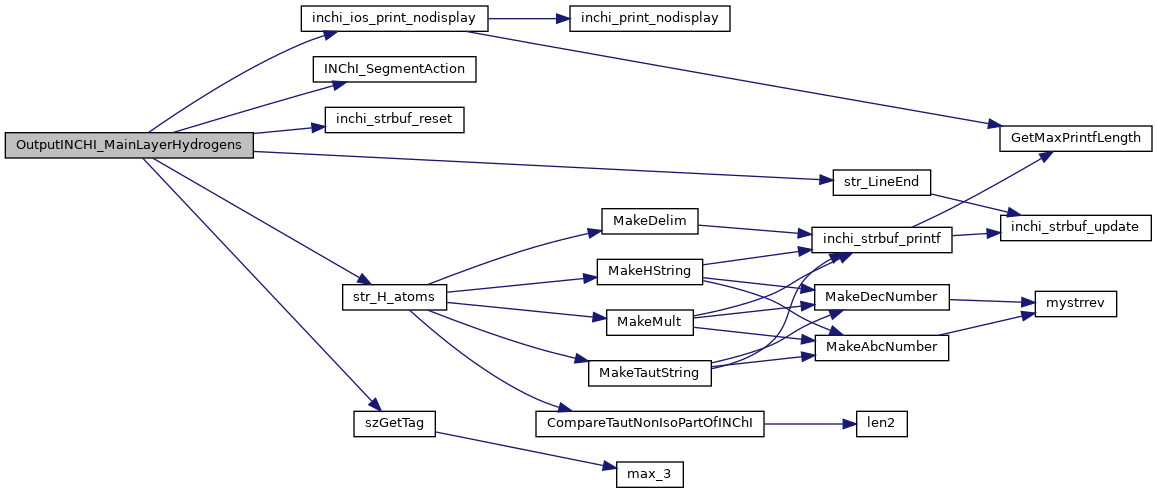 inchi_ios_print_nodisplay
inchi_print_nodisplay
INChI_SegmentAction
inchi_strbuf_reset
GetMaxPrintfLength
OutputINCHI_MainLayerHydrogens
str_LineEnd
MakeDelim
inchi_strbuf_update
inchi_strbuf_printf
MakeHString
str_H_atoms
MakeDecNumber
mystrrev
MakeMult
MakeAbcNumber
MakeTautString
szGetTag
CompareTautNonIsoPartOfINChI
len2
max_3